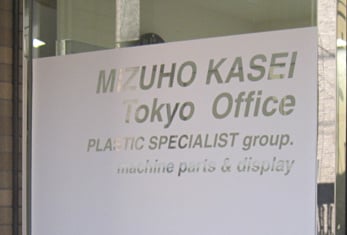 MIZUHO KASEI
Tokyo Office
PLASTIC SPECIALIST group.
machine parts & display